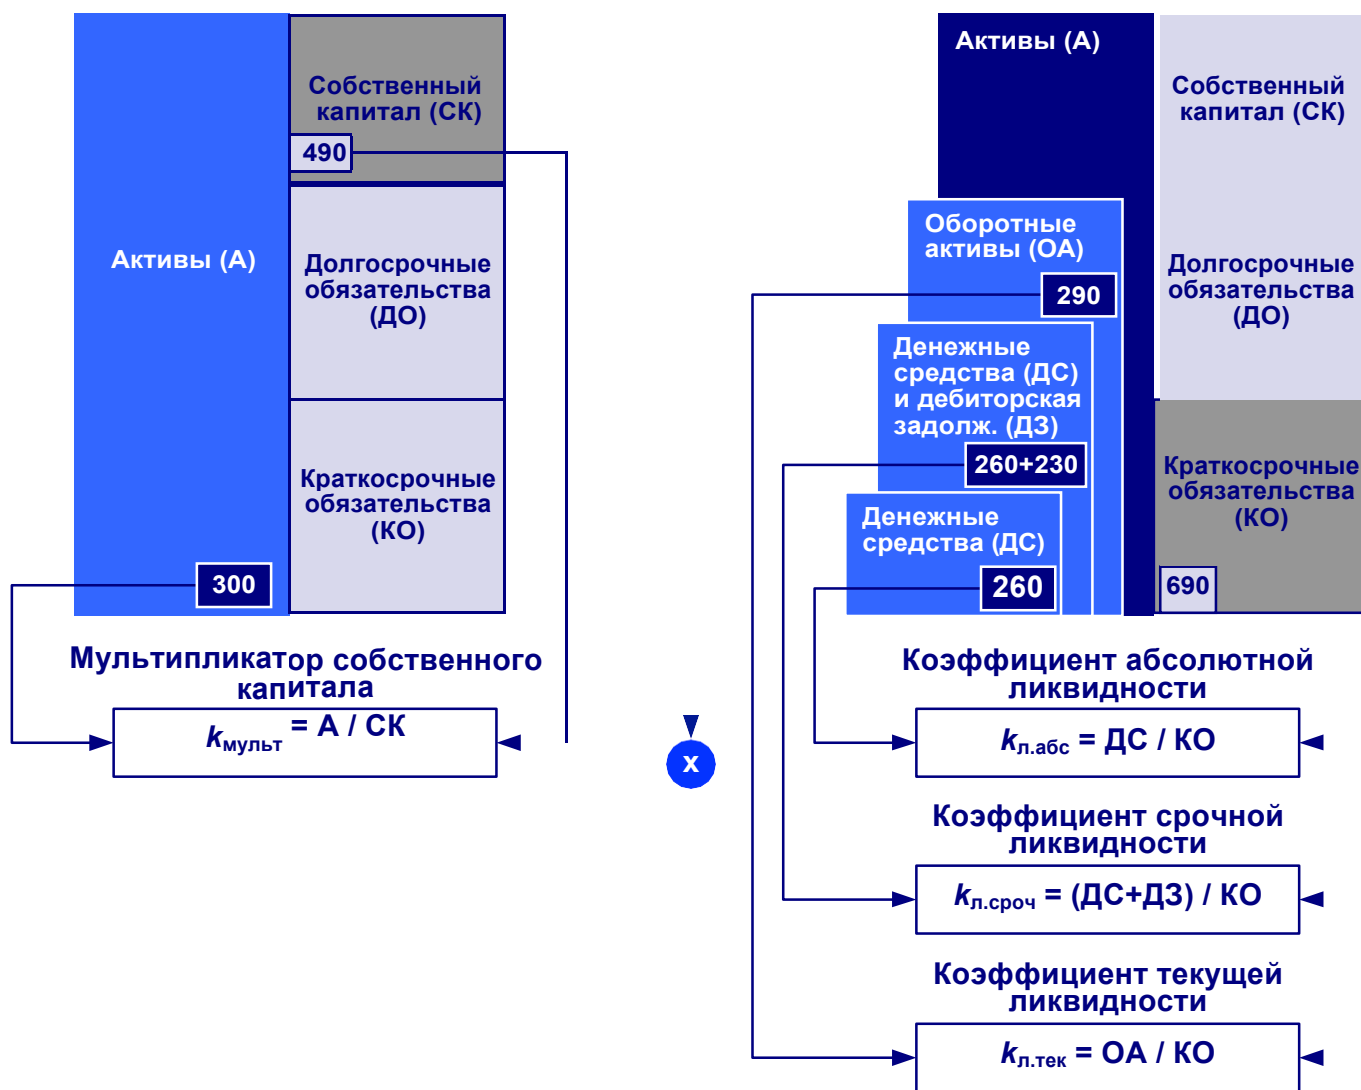 Собственный
капитал (СК)
490
Активы (А)
Долгосрочные
обязательства
(ДО)
Краткосрочные
обязательства
(КО)
300
Мультипликатор собственного
капитала
kмульт = А / СК
x
Активы (А)
Собственный
капитал (СК)
Оборотные
активы (ОА)
290
Долгосрочные
обязательства
(ДО)
Денежные
средства (ДС)
и дебиторская
задолж. (ДЗ)
260+230
Краткосрочные
обязательства
(КО)
Денежные
средства (ДС)
260
690
Коэффициент абсолютной
ликвидности
kл.абс = ДС / КО
Коэффициент срочной
ликвидности
kл.сроч = (ДС+ДЗ) / КО
Коэффициент текущей
ликвидности
kл.тек = ОА / КО